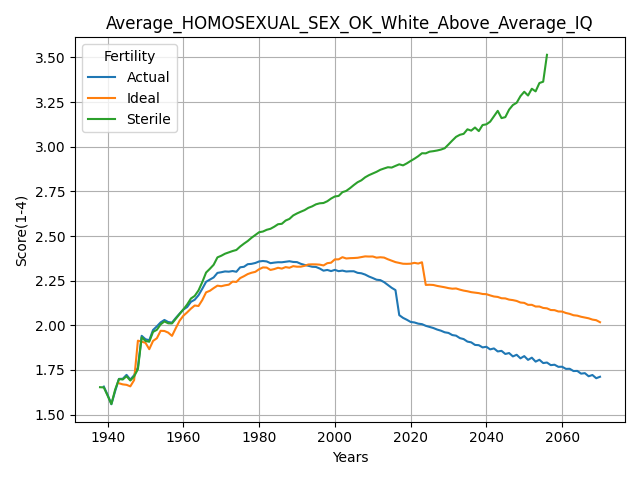 Average_HOMOSEXUAL_SEX_OK_White_Above_Average_IQ
Fertility
Actual
Ideal
Sterile
Score(1-4)
3.50
3.25
3.00
2.75
2.50
2.25
2.00
1.75
1.50
1940 1960 1980 2000 2020 2040 2060
Years